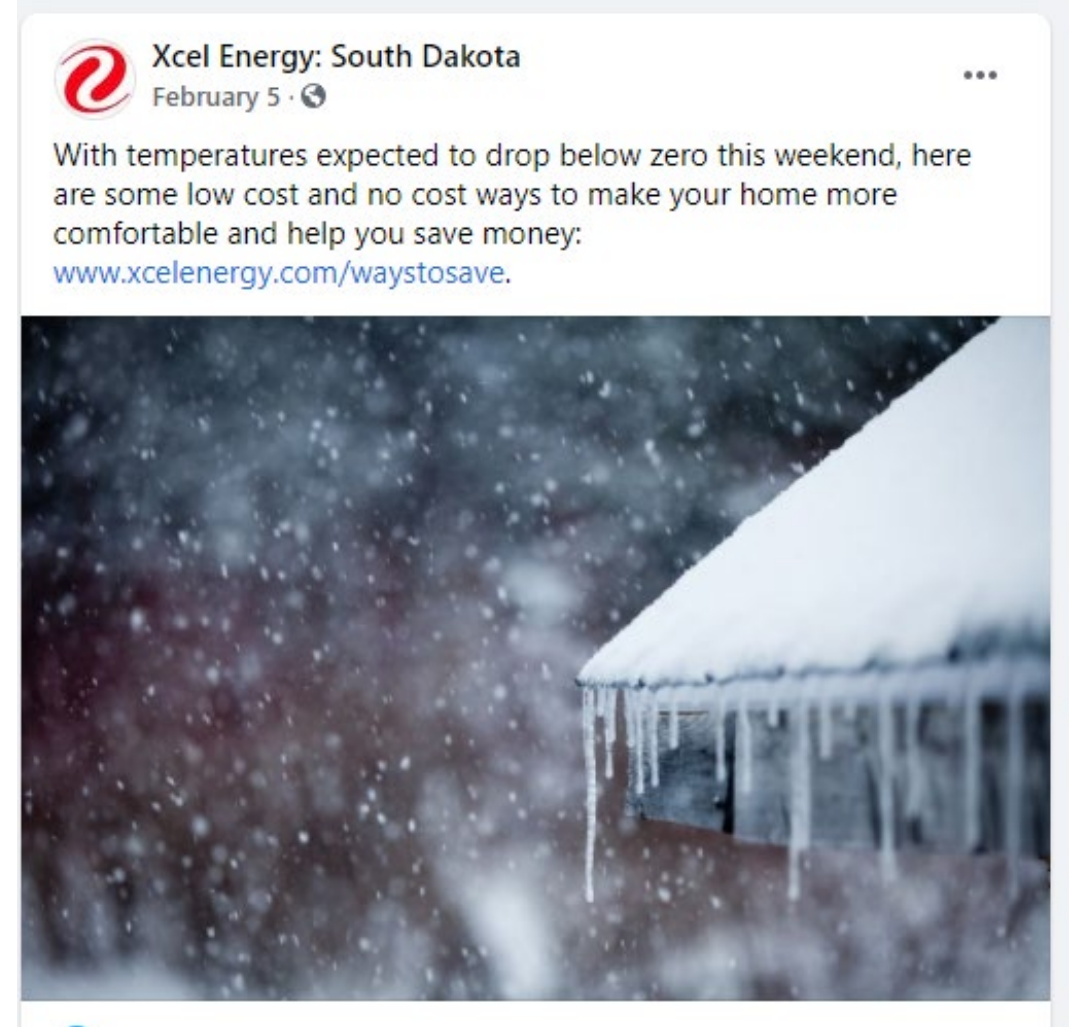 Xcel Energy: South Dakota
February 5 ·
With temperatures expected to drop below zero this weekend, here
are some low cost and no cost ways to make your home more
comfortable and help you save money:
www.xcelenergy.com/waystosave.